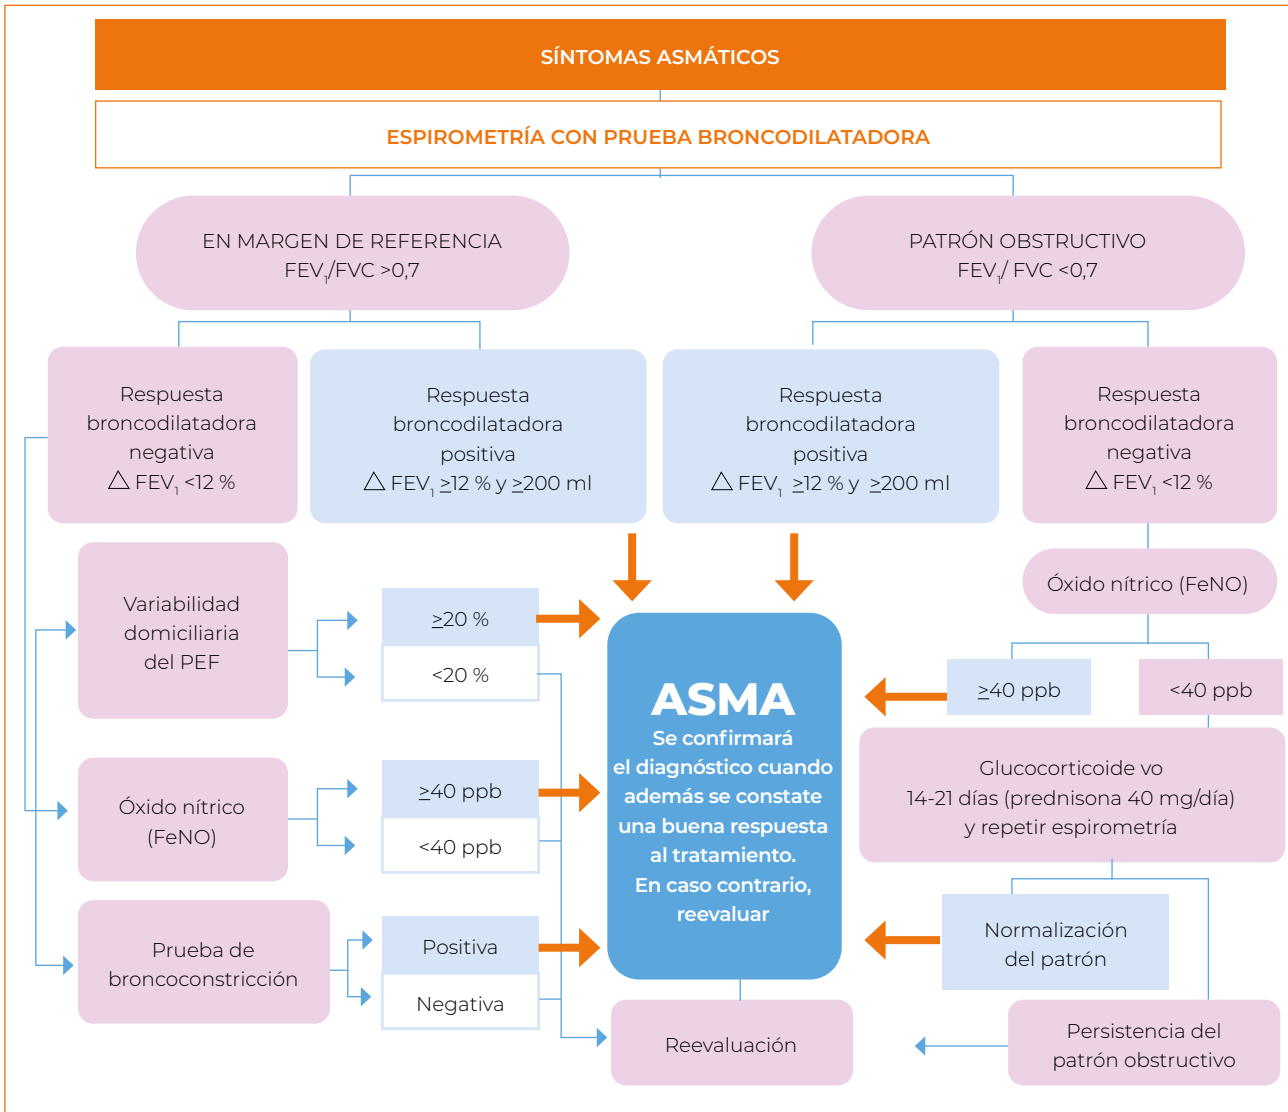 SÍNTOMAS ASMÁTICOS
ESPIROMETRÍA CON PRUEBA BRONCODILATADORA
EN MARGEN DE REFERENCIA
FEV₁/FVC >0,7
PATRÓN OBSTRUCTIVO
FEV₁/ FVC <0,7
Respuesta
broncodilatadora
negativa
△ FEV₁ <12 %
Respuesta
broncodilatadora
positiva
△ FEV₁ ≥12 % y ≥200 ml
Respuesta
broncodilatadora
positiva
△ FEV₁ ≥12 % y ≥200 ml
Respuesta
broncodilatadora
negativa
△ FEV₁ <12 %
Variabilidad
domiciliaria
del PEF
≥20 %
<20 %
Óxido nítrico
(FeNO)
≥40 ppb
<40 ppb
Prueba de
broncoconstricción
Positiva
Negativa
ASMA
Se confirmará
el diagnóstico cuando
además se constate
una buena respuesta
al tratamiento.
En caso contrario,
reevaluar
Reevaluación
Óxido nítrico (FeNO)
≥40 ppb
<40 ppb
Glucocorticoide vo
14-21 días (prednisona 40 mg/día)
y repetir espirometría
Normalización
del patrón
Persistencia del
patrón obstructivo